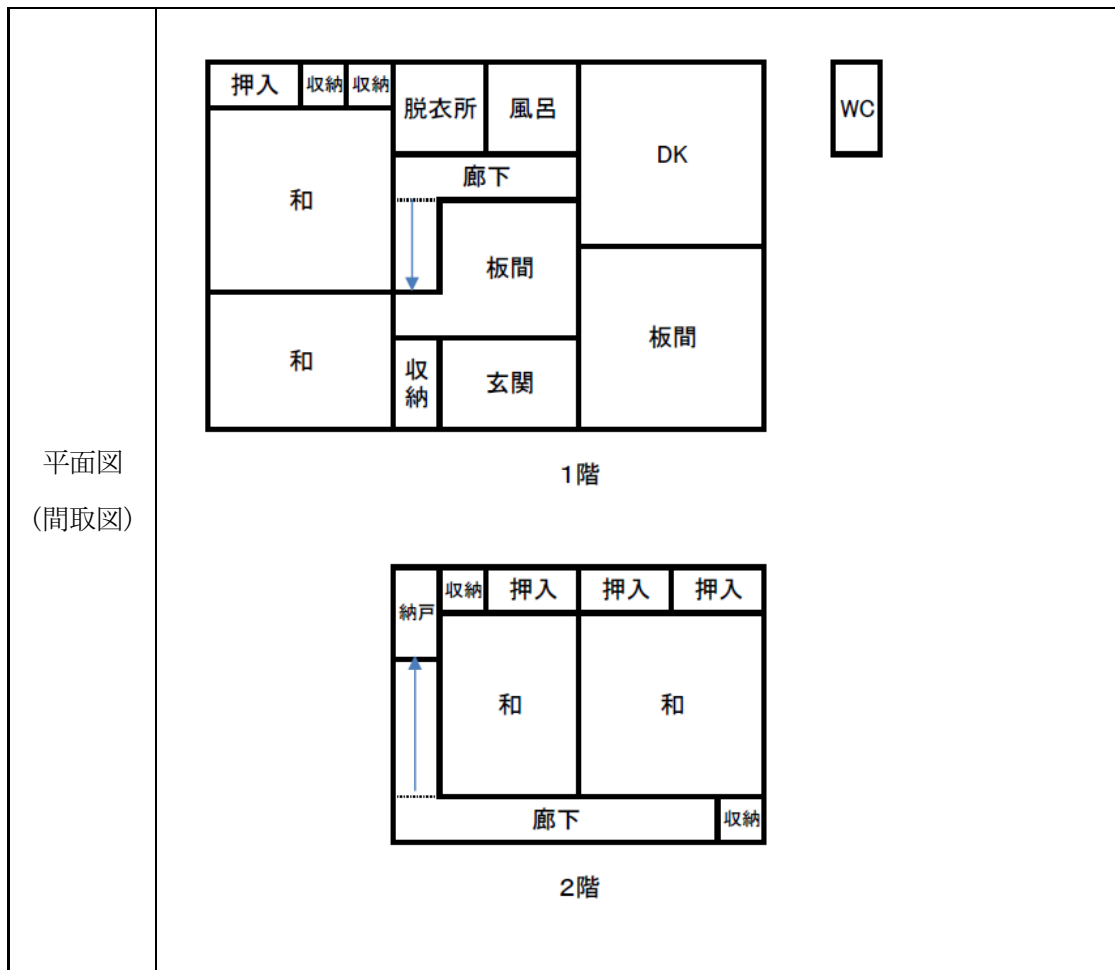 押入 収納 収納
脱衣所 風呂
DK
WC
廊下
和
板間
板間
和
収納
玄関
1階
平面図
(間取図)
納戸 収納 押入 押入 押入
和 和
廊下 収納
2階